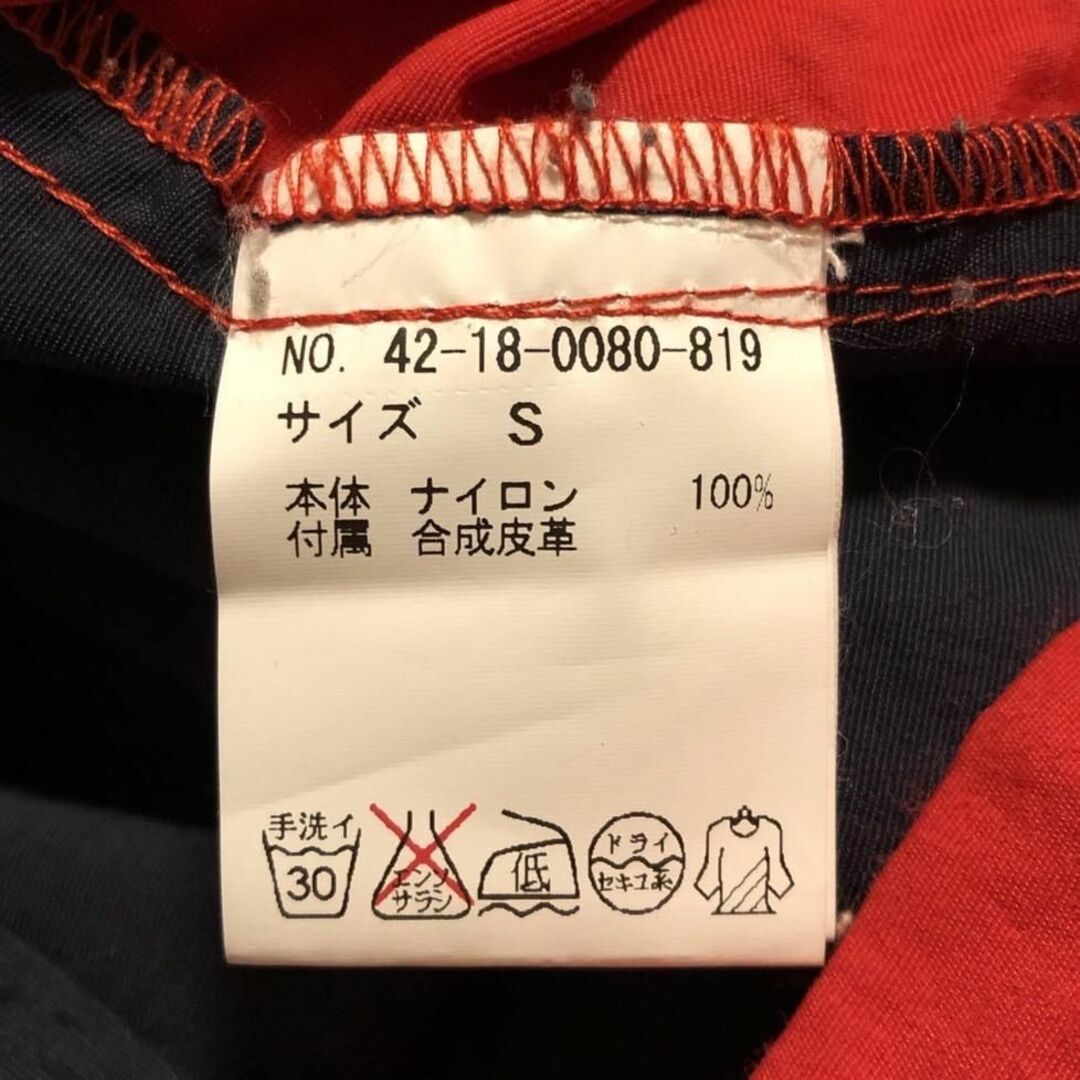 NO. 42-18-0080-819
サイズ S
本体 ナイロン 100%
付属 合成皮革
手洗イ
30
エンソ
サラシ
低
ドライ
セキユ系